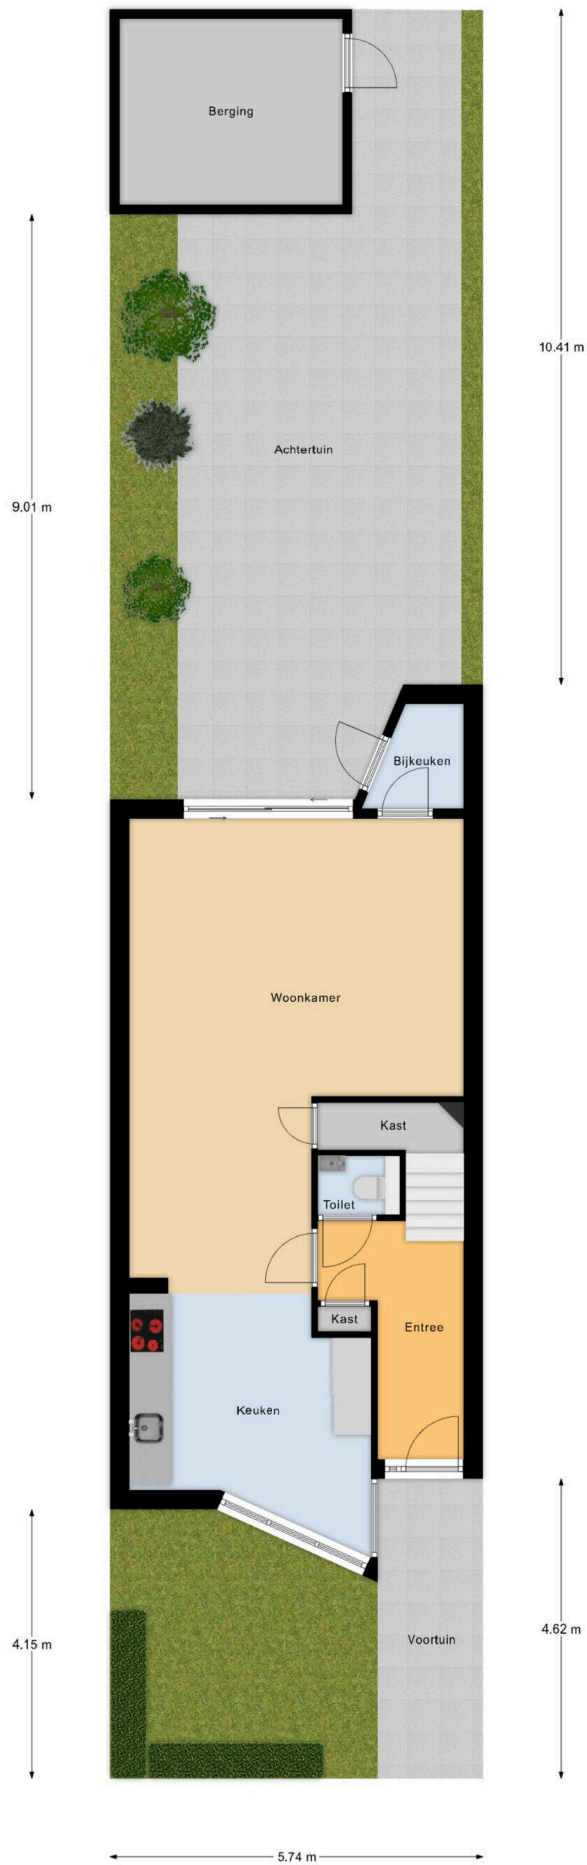 Berging
10.41 m
Achtertuin
9.01 m
Bijkeuken
Woonkamer
Kast
Toilet
Kast
Entree
Keuken
4.15 m
Voortuin
4.62 m
5.74 m